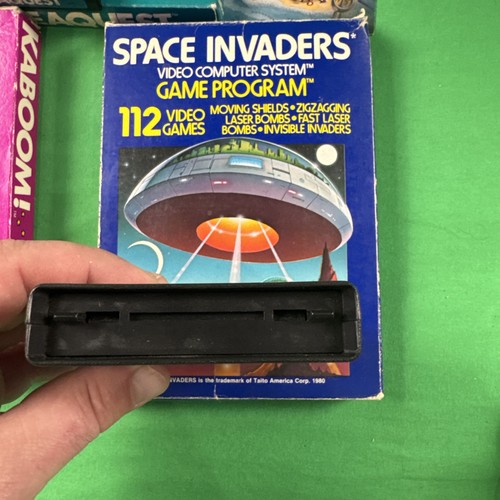 AQUEST
KABOOM!
SPACE INVADERS*
VIDEO COMPUTER SYSTEM™
GAME PROGRAM™
112 VIDEO GAMES
MOVING SHIELDS • ZIGZAGGING
LASER BOMBS • FAST LASER
BOMBS • INVISIBLE INVADERS
INVADERS is the trademark of Taito America Corp. 1980